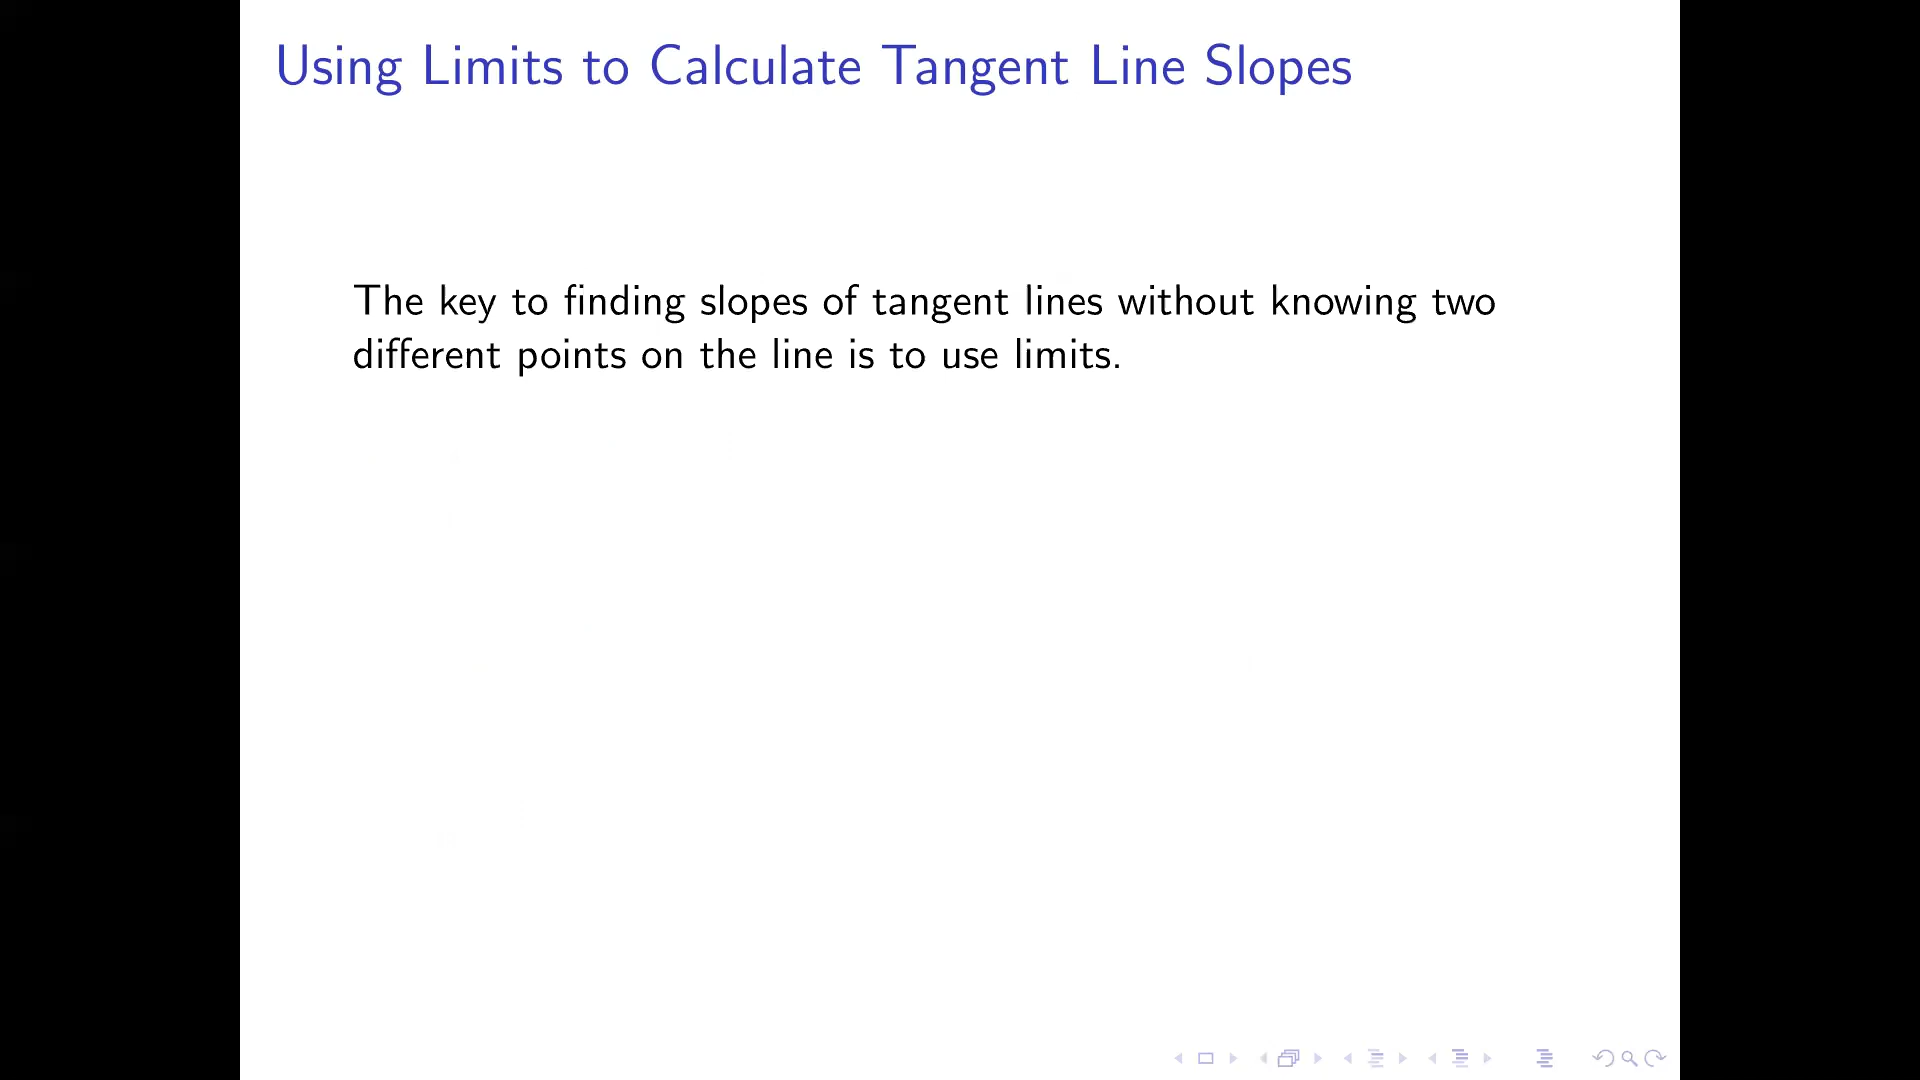 Using Limits to Calculate Tangent Line Slopes
The key to finding slopes of tangent lines without knowing two
different points on the line is to use limits.